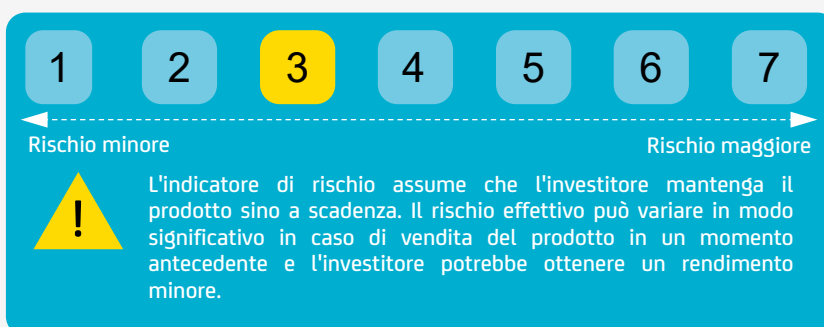 1 2 3 4 5 6 7
Rischio minore Rischio maggiore
! L'indicatore di rischio assume che l'investitore mantenga il
prodotto sino a scadenza. Il rischio effettivo può variare in modo
significativo in caso di vendita del prodotto in un momento
antecedente e l'investitore potrebbe ottenere un rendimento
minore.